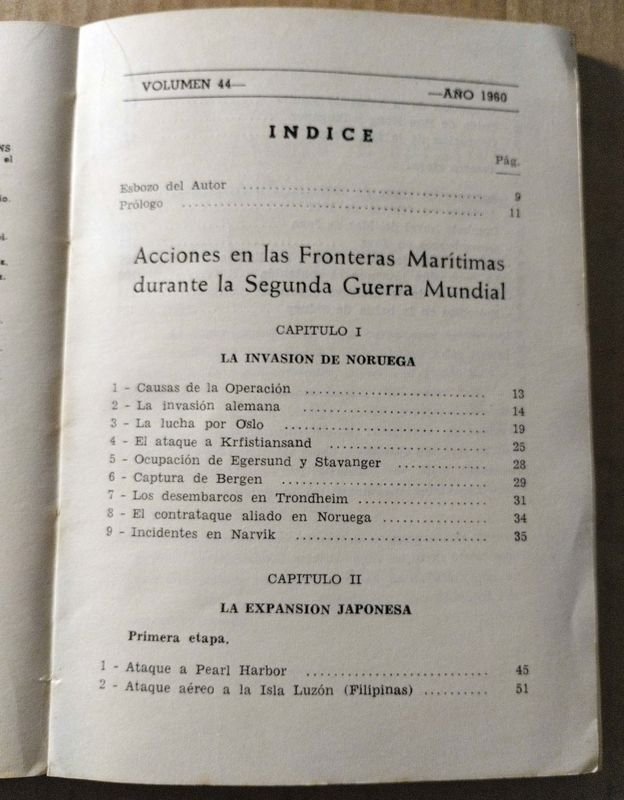 NS
el
io.
VOLUMEN 44—
—AÑO 1960
INDICE
Pág.
Esbozo del Autor ........ 9
Prólogo ........ 11
Acciones en las Fronteras Marítimas
durante la Segunda Guerra Mundial
CAPITULO I
LA INVASION DE NORUEGA
1 - Causas de la Operación ........ 13
2 - La invasión alemana ........ 14
3 - La lucha por Oslo ........ 19
4 - El ataque a Krfistiansand ........ 25
5 - Ocupación de Egersund y Stavanger ........ 28
6 - Captura de Bergen ........ 29
7 - Los desembarcos en Trondheim ........ 31
8 - El contrataque aliado en Noruega ........ 34
9 - Incidentes en Narvik ........ 35
CAPITULO II
LA EXPANSION JAPONESA
Primera etapa.
1 - Ataque a Pearl Harbor ........ 45
2 - Ataque aéreo a la Isla Luzón (Filipinas) ........ 51